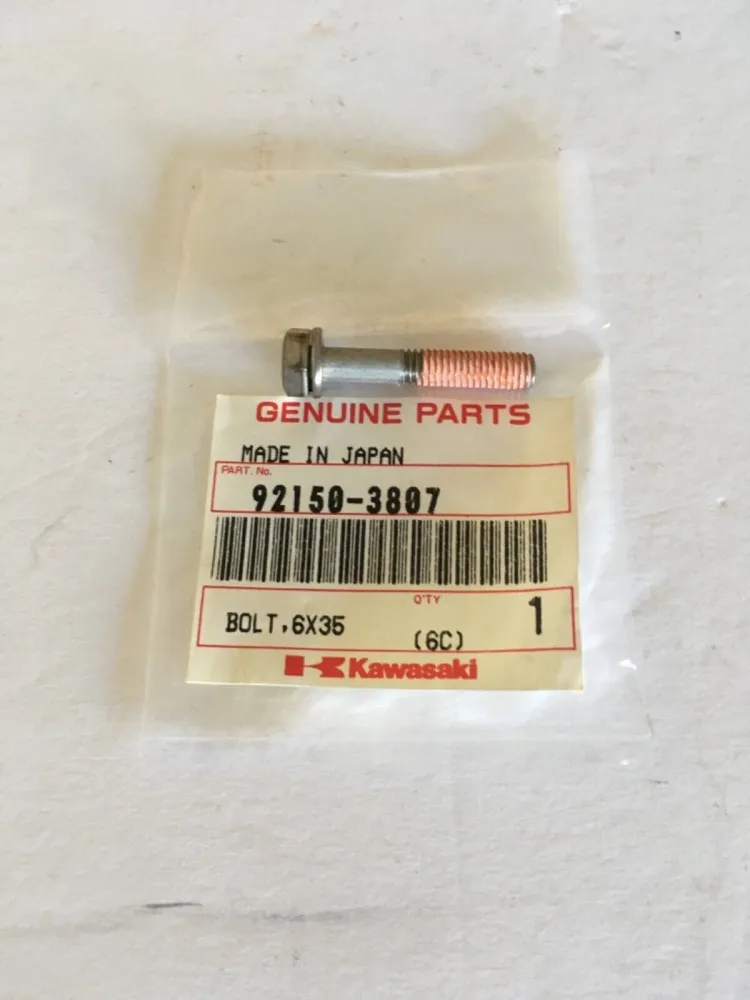 GENUINE PARTS
MADE IN JAPAN
PART. No.
92150-3807
Q'TY
BOLT,6X35 (6C) 1
Kawasaki